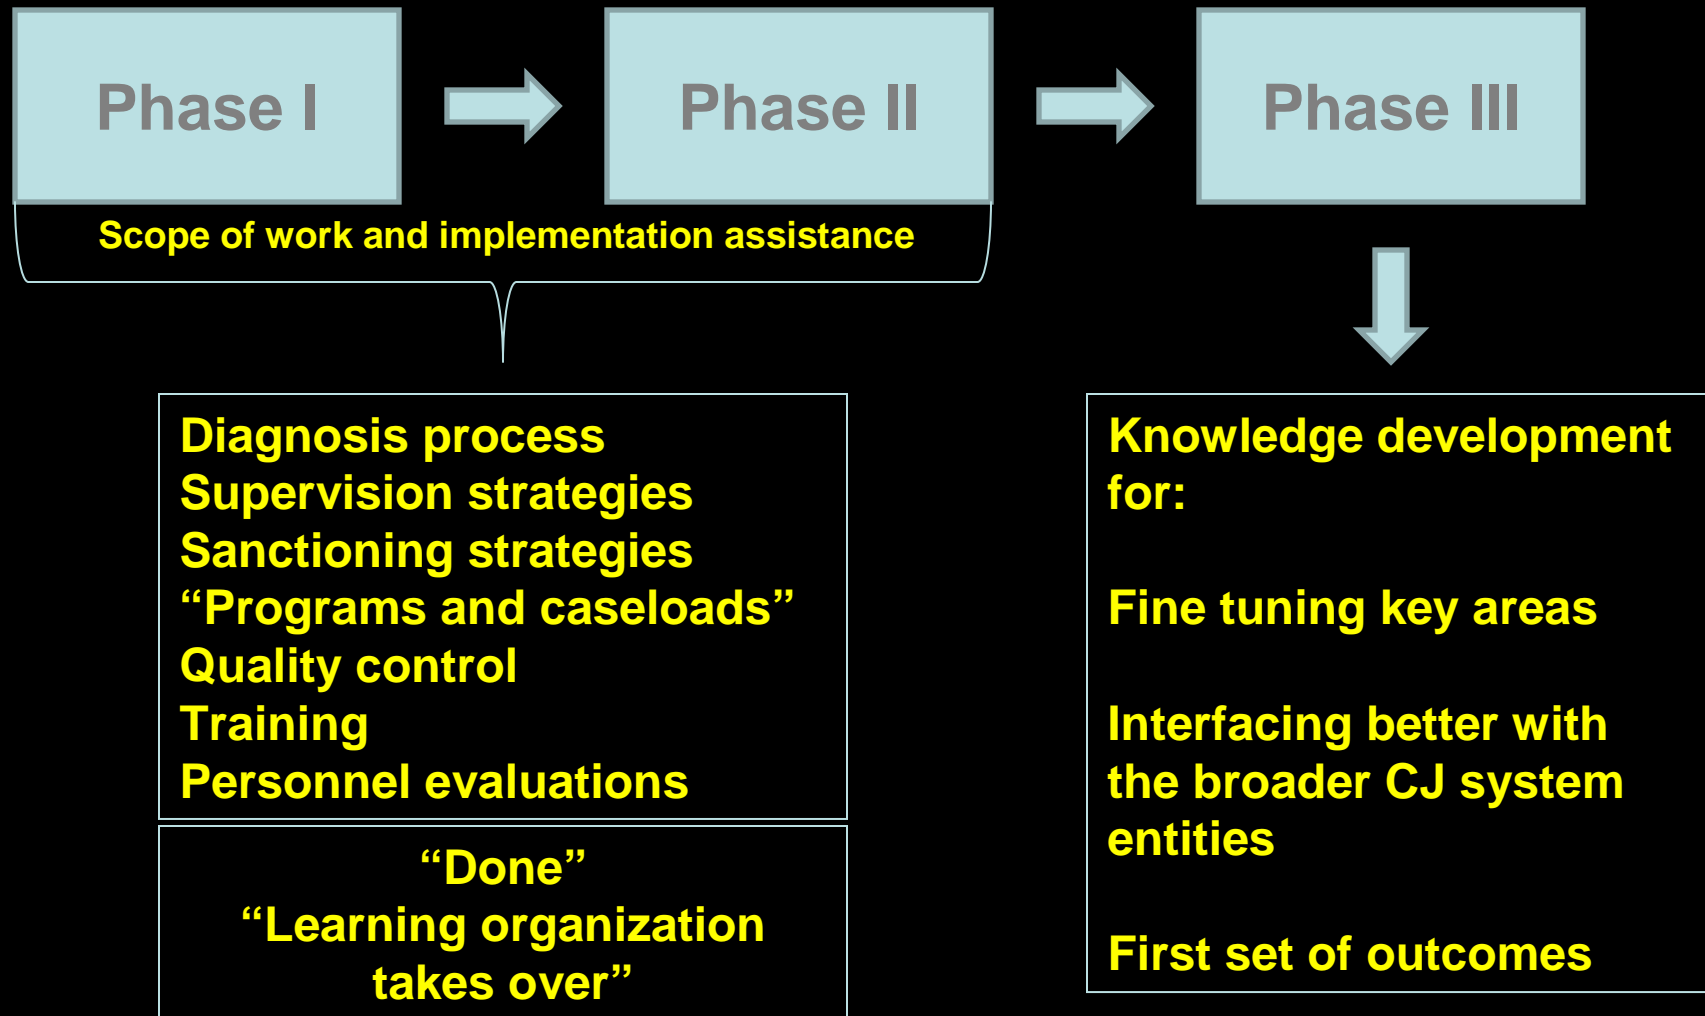 Phase I
Phase II
Phase III
Scope of work and implementation assistance
Diagnosis process
Supervision strategies
Sanctioning strategies
“Programs and caseloads”
Quality control
Training
Personnel evaluations
“Done”
“Learning organization
takes over”
Knowledge development
for:
Fine tuning key areas
Interfacing better with
the broader CJ system
entities
First set of outcomes